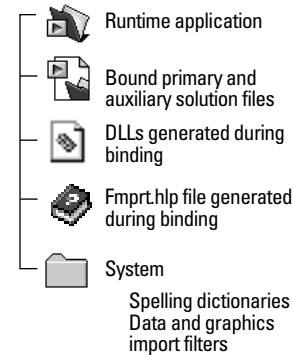 Runtime application
Bound primary and
auxiliary solution files
DLLs generated during
binding
Fmprt.hlp file generated
during binding
System
Spelling dictionaries
Data and graphics
import filters